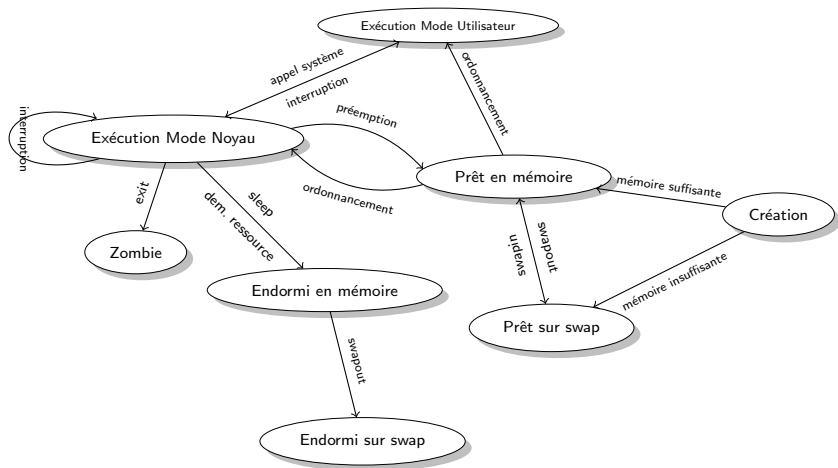 Exécution Mode Utilisateur
appel système
interruption
ordonnancement
interruption
Exécution Mode Noyau
préemption
ordonnancement
Prêt en mémoire
mémoire suffisante
Création
exit
sleep
dem. ressource
Zombie
swapout
swapin
mémoire insuffisante
Endormi en mémoire
Prêt sur swap
swapout
Endormi sur swap